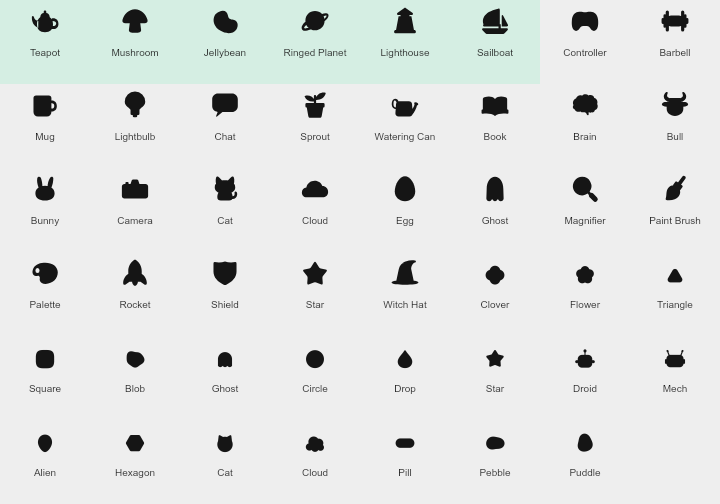 Teapot Mushroom Jellybean Ringed Planet Lighthouse Sailboat Controller Barbell
Mug Lightbulb Chat Sprout Watering Can Book Brain Bull
Bunny Camera Cat Cloud Egg Ghost Magnifier Paint Brush
Palette Rocket Shield Star Witch Hat Clover Flower Triangle
Square Blob Ghost Circle Drop Star Droid Mech
Alien Hexagon Cat Cloud Pill Pebble Puddle